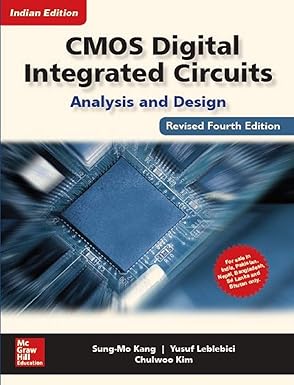 Indian Edition
CMOS Digital
Integrated Circuits
Analysis and Design
Revised Fourth Edition
For sale in
India, Pakistan,
Nepal, Bangladesh,
Sri Lanka and
Bhutan only.
Mc
Graw
Hill
Education
Sung-Mo Kang | Yusuf Leblebici
Chulwoo Kim